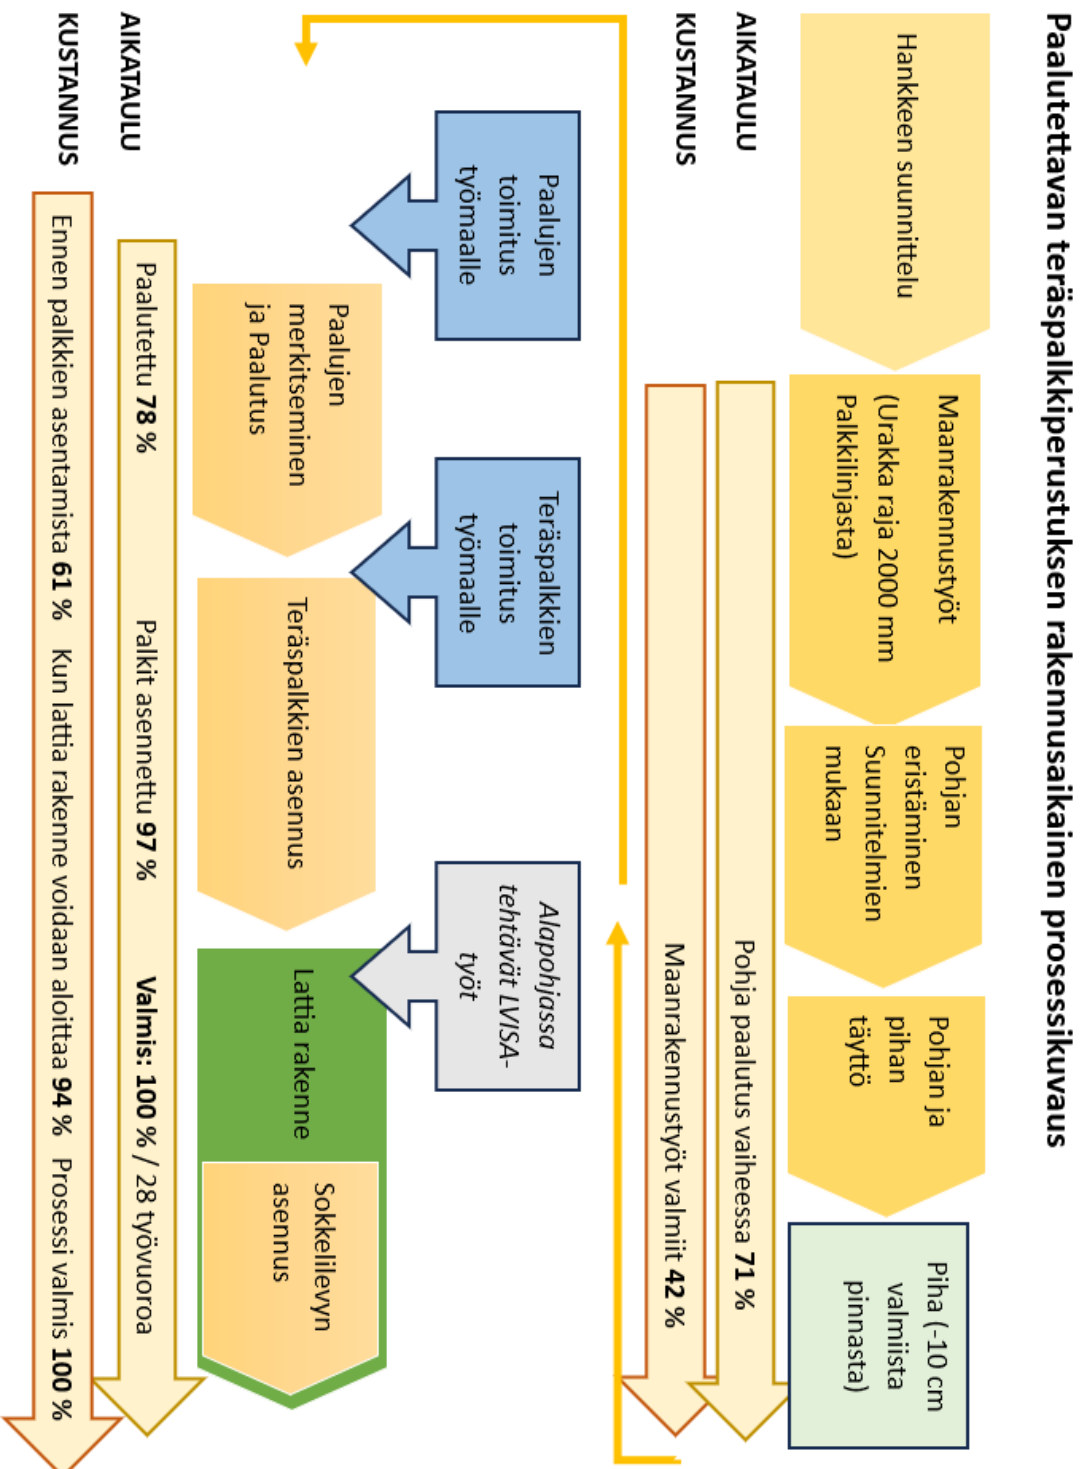 Paalutettavan teräspalkkiperustuksen rakennusaikainen prosessikuvaus
Hankkeen suunnittelu
Maanrakennustyöt
(Urakka raja 2000 mm
Palkkilinjasta)
Pohjan
eristäminen
Suunnitelmien
mukaan
Pohjan ja
pihan
täyttö
Piha (-10 cm
valmiista
pinnasta)
AIKATAULU
Pohja paalutus vaiheessa 71 %
KUSTANNUS
Maanrakennustyöt valmiit 42 %
Paalujen
toimitus
työmaalle
Teräspalkkien
toimitus
työmaalle
Alapohjassa
tehtävät LVISA-
työt
Paalujen
merkitseminen
ja Paalutus
Teräspalkkien asennus
Lattia rakenne
Sokkelilevyn
asennus
AIKATAULU
Paalutettu 78 %
Palkit asennettu 97 %
Valmis: 100 % / 28 työvuoroa
KUSTANNUS
Ennen palkkien asentamista 61 %
Kun lattia rakenne voidaan aloittaa 94 %
Prosessi valmis 100 %